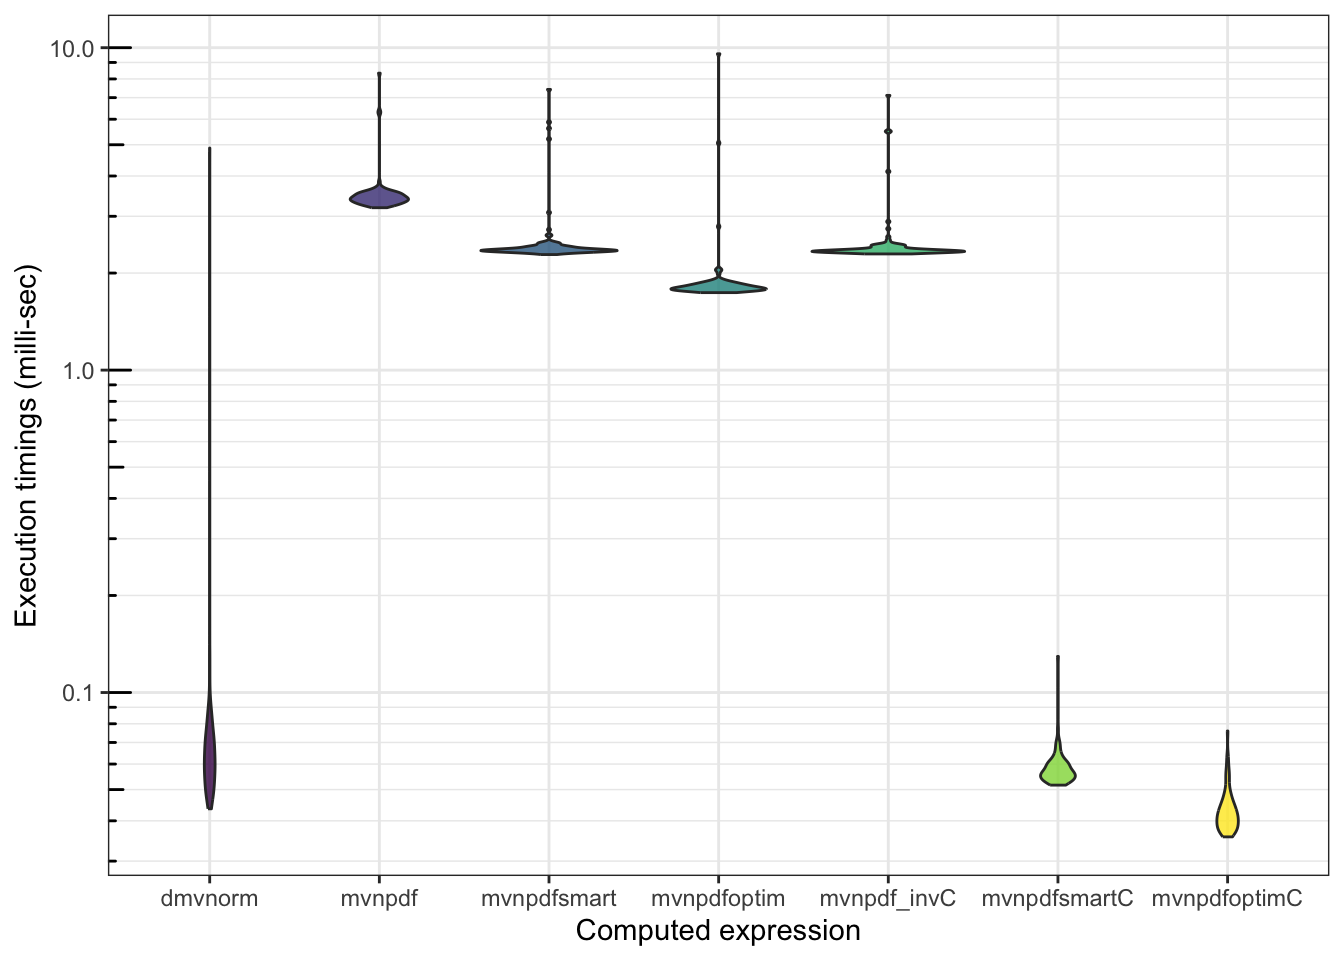 Execution timings (milli-sec)
10.0
1.0
0.1
dmvnorm mvnpdf mvnpdfsmart mvnpdfoptim mvnpdf_invC mvnpdfsmartC mvnpdfoptimC
Computed expression